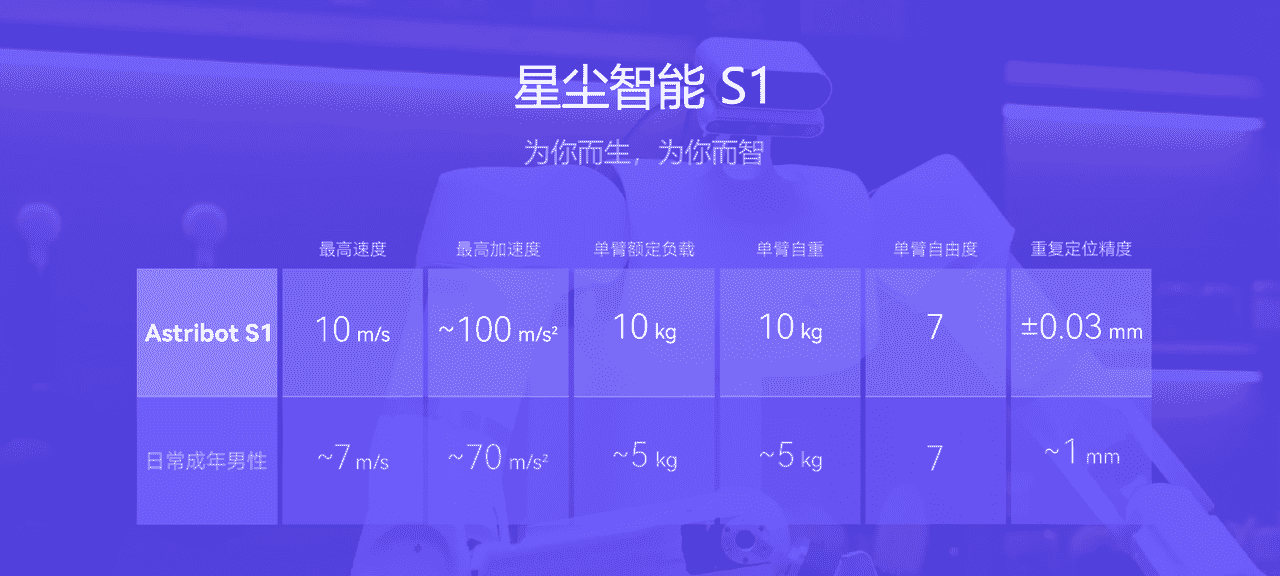 星尘智能 S1
为你而生，为你而智
最高速度 最高加速度 单臂额定负载 单臂自重 单臂自由度 重复定位精度
Astribot S1 10 m/s ~100 m/s² 10 kg 10 kg 7 ±0.03 mm
日常成年男性 ~7 m/s ~70 m/s² ~5 kg ~5 kg 7 ~1 mm